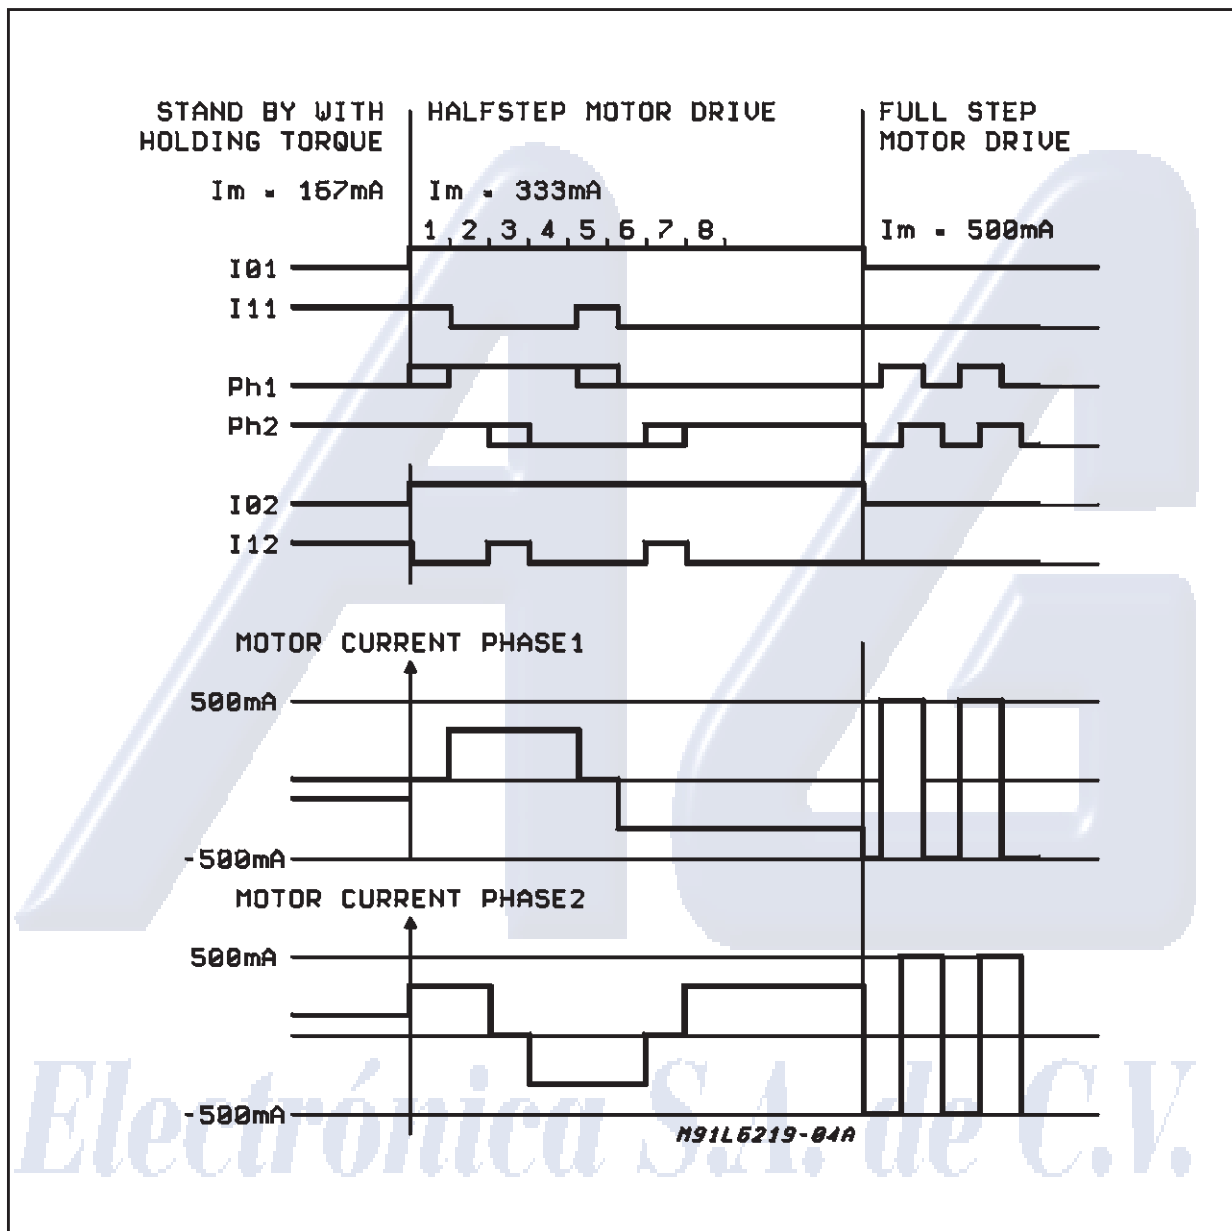 STAND BY WITH
HOLDING TORQUE
HALFSTEP MOTOR DRIVE
FULL STEP
MOTOR DRIVE
Im = 167mA
Im = 333mA
Im = 500mA
1 2 3 4 5 6 7 8
I01
I11
Ph1
Ph2
I02
I12
MOTOR CURRENT PHASE1
500mA
-500mA
MOTOR CURRENT PHASE2
500mA
-500mA
M91L6219-04A
AG
Electrónica S.A. de C.V.